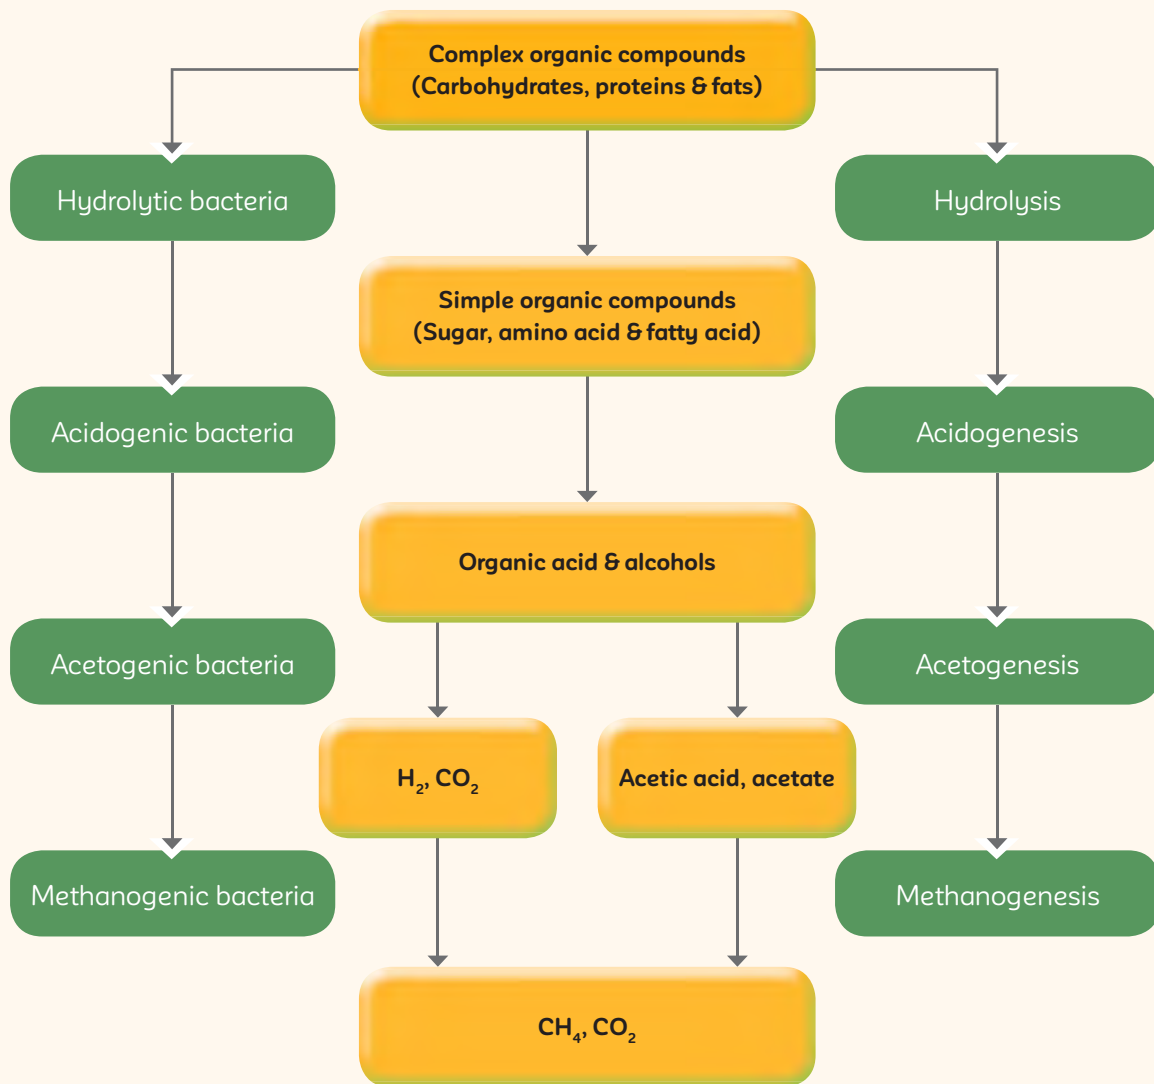 Complex organic compounds
(Carbohydrates, proteins & fats)
Hydrolytic bacteria
Hydrolysis
Simple organic compounds
(Sugar, amino acid & fatty acid)
Acidogenic bacteria
Acidogenesis
Organic acid & alcohols
Acetogenic bacteria
Acetogenesis
H₂, CO₂
Acetic acid, acetate
Methanogenic bacteria
Methanogenesis
CH₄, CO₂